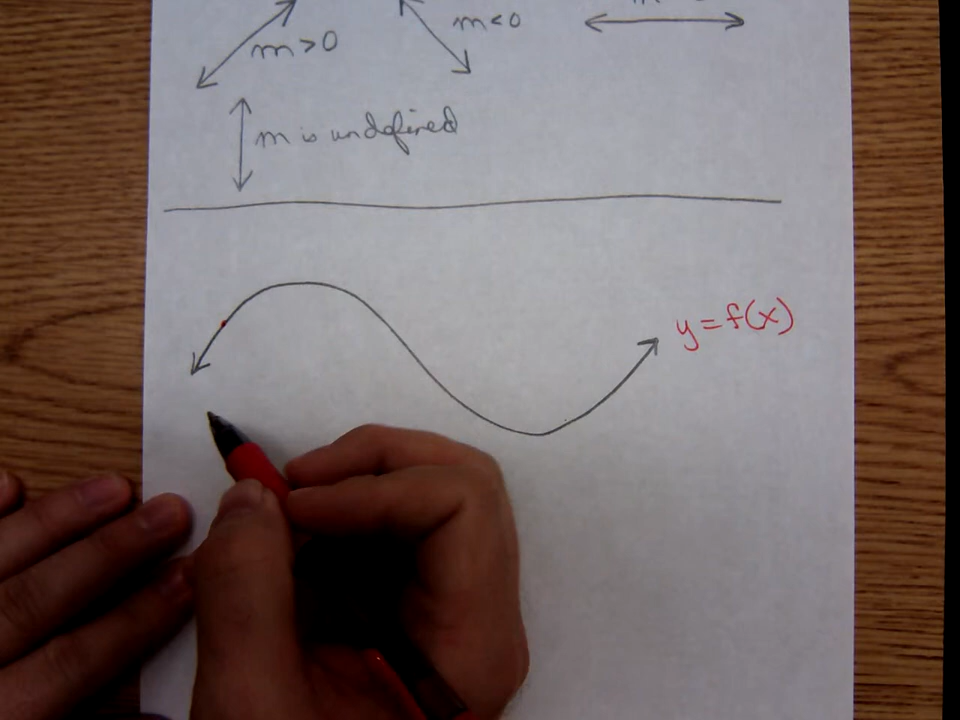 m > 0
m < 0
m is undefined
y = f(x)